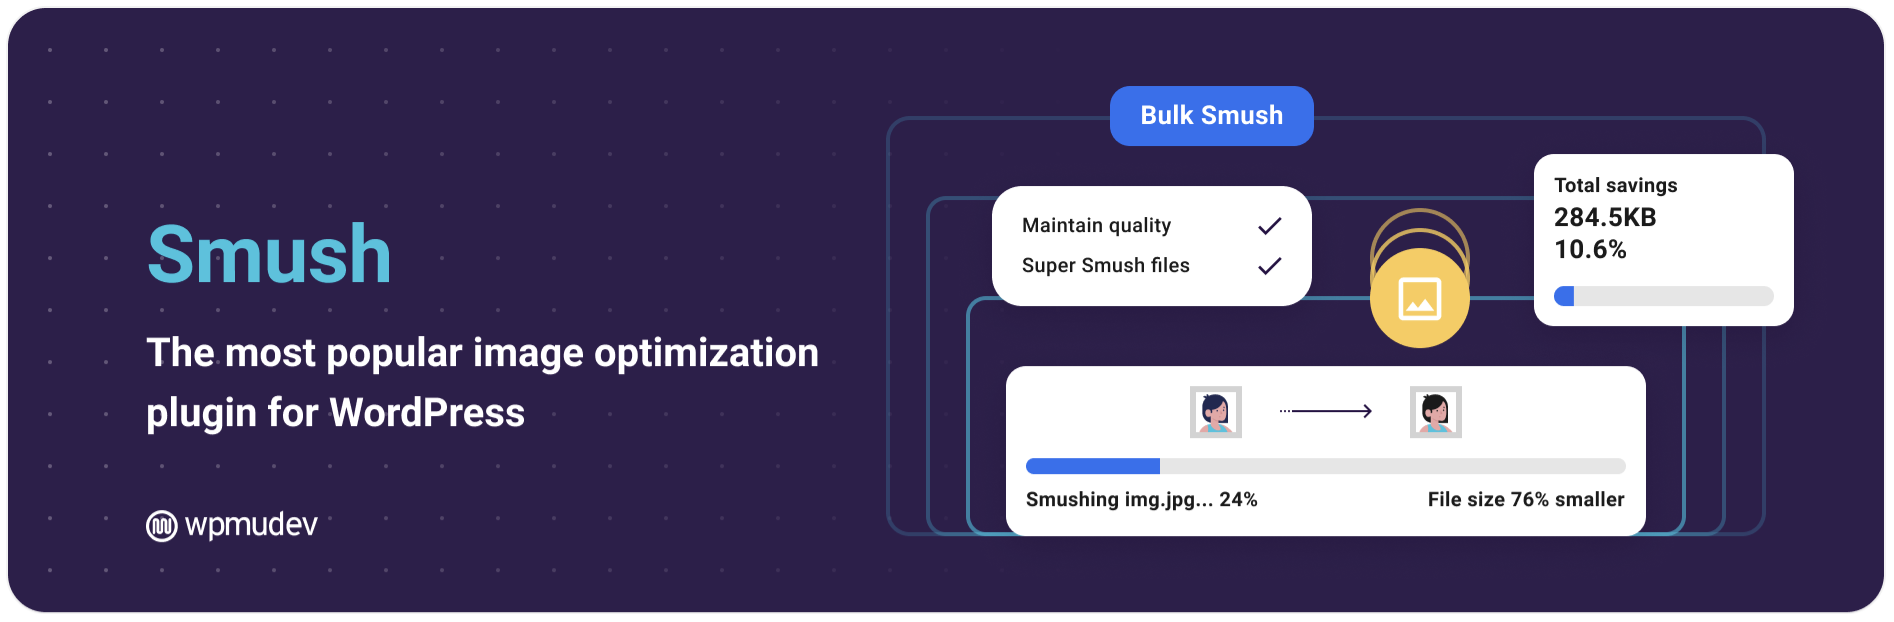 Smush
The most popular image optimization
plugin for WordPress
wpmudev
Bulk Smush
Maintain quality
Super Smush files
Total savings
284.5KB
10.6%
Smushing img.jpg... 24%
File size 76% smaller